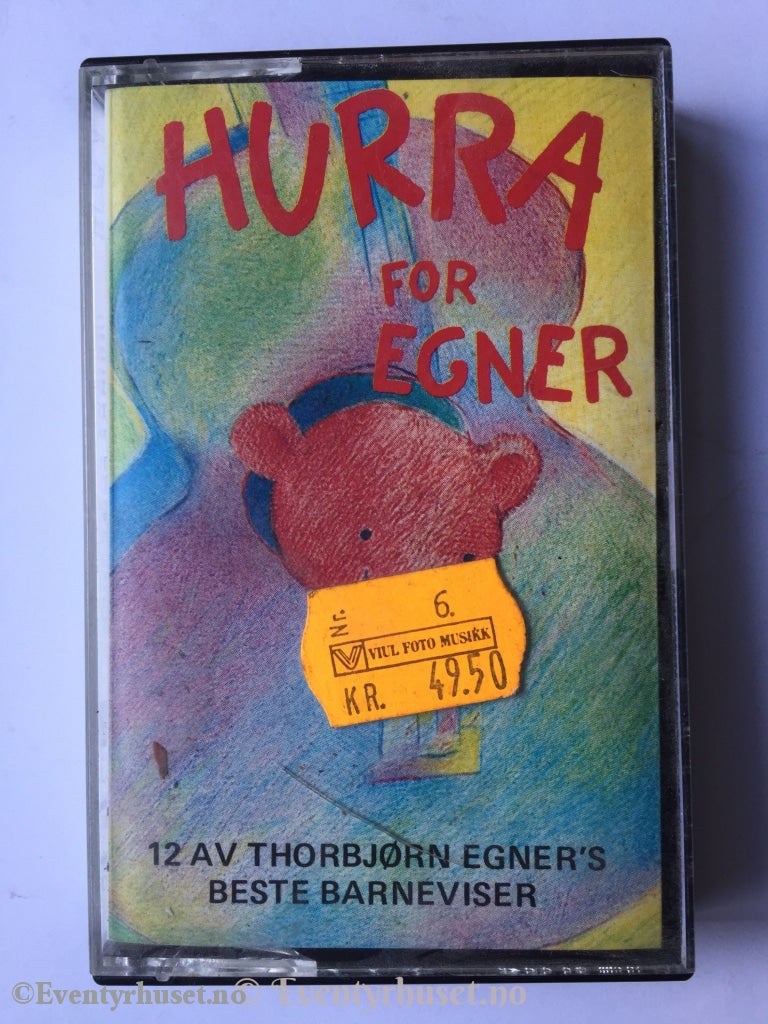 HURRA
FOR
EGNER
Nr. 6.
V VIUL FOTO MUSIKK
KR. 49.50
12 AV THORBJØRN EGNER'S
BESTE BARNEVISER
©Eventyrhuset.no © Eventyrhuset.no